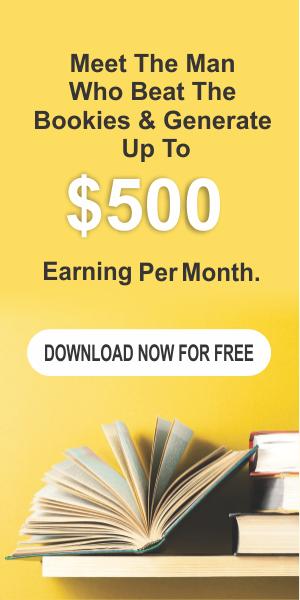 Meet The Man
Who Beat The
Bookies & Generate
Up To
$500
Earning Per Month.
DOWNLOAD NOW FOR FREE